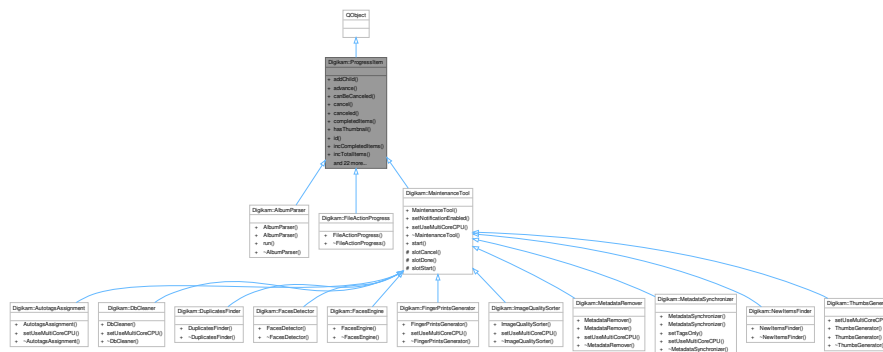 QObject
Digikam::ProgressItem
+ addChild()
+ advance()
+ canBeCanceled()
+ cancel()
+ canceled()
+ completedItems()
+ hasThumbnail()
+ id()
+ incCompletedItems()
+ incTotalItems()
and 22 more...
Digikam::AlbumParser
+ AlbumParser()
+ AlbumParser()
+ run()
+ ~AlbumParser()
Digikam::FileActionProgress
+ FileActionProgress()
+ ~FileActionProgress()
Digikam::MaintenanceTool
+ MaintenanceTool()
+ setNotificationEnabled()
+ setUseMultiCoreCPU()
+ ~MaintenanceTool()
+ start()
# slotCancel()
# slotDone()
# slotStart()
Digikam::AutotagsAssignment
+ AutotagsAssignment()
+ setUseMultiCoreCPU()
+ ~AutotagsAssignment()
Digikam::DbCleaner
+ DbCleaner()
+ setUseMultiCoreCPU()
+ ~DbCleaner()
Digikam::DuplicatesFinder
+ DuplicatesFinder()
+ ~DuplicatesFinder()
Digikam::FacesDetector
+ FacesDetector()
+ ~FacesDetector()
Digikam::FacesEngine
+ FacesEngine()
+ ~FacesEngine()
Digikam::FingerPrintsGenerator
+ FingerPrintsGenerator()
+ setUseMultiCoreCPU()
+ ~FingerPrintsGenerator()
Digikam::ImageQualitySorter
+ ImageQualitySorter()
+ setUseMultiCoreCPU()
+ ~ImageQualitySorter()
Digikam::MetadataRemover
+ MetadataRemover()
+ MetadataRemover()
+ setUseMultiCoreCPU()
+ ~MetadataRemover()
Digikam::MetadataSynchronizer
+ MetadataSynchronizer()
+ MetadataSynchronizer()
+ setTagsOnly()
+ setUseMultiCoreCPU()
+ ~MetadataSynchronizer()
Digikam::NewItemsFinder
+ NewItemsFinder()
+ ~NewItemsFinder()
Digikam::ThumbsGenerat
+ setUseMultiCoreCPU
+ ThumbsGenerator()
+ ThumbsGenerator()
+ ~ThumbsGenerator()